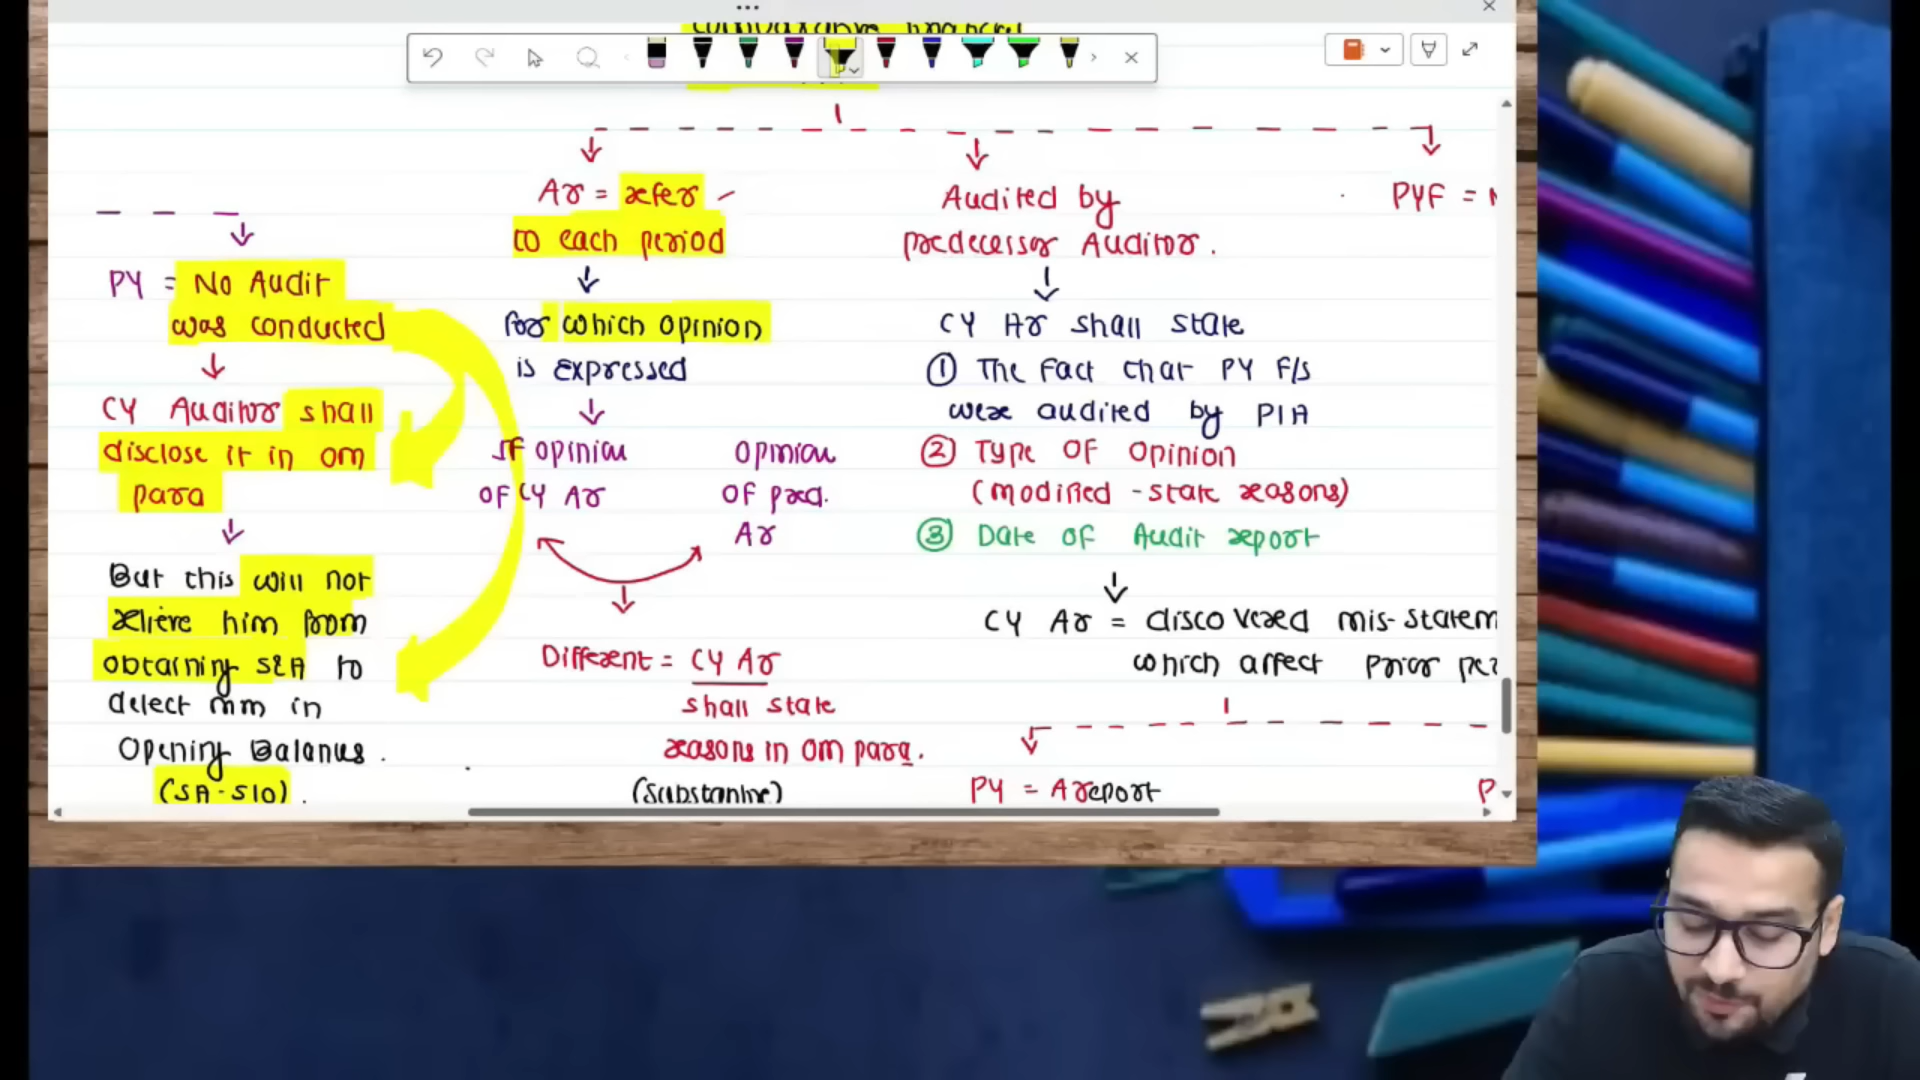 comparative financial
PY = No Audit
was conducted
CY Auditor shall
disclose it in OM
para
But this will not
relieve him from
obtaining SEA to
detect mm in
Opening Balances.
(SA-510).
Ar = refer
to each period
for which opinion
is expressed
If opinion
OF CY Ar
Opinion
OF pred.
Ar
Different = CY Ar
shall state
reasons in OM para.
(Substantive)
Audited by
predecessor Auditor.
CY Ar shall state
① The Fact that PY F/s
were audited by PIA
② Type OF Opinion
(modified - state reasons)
③ Date OF Audit report
CY Ar = discovered mis-statem
which affect prior per
PY = Areport
P
PYF = N